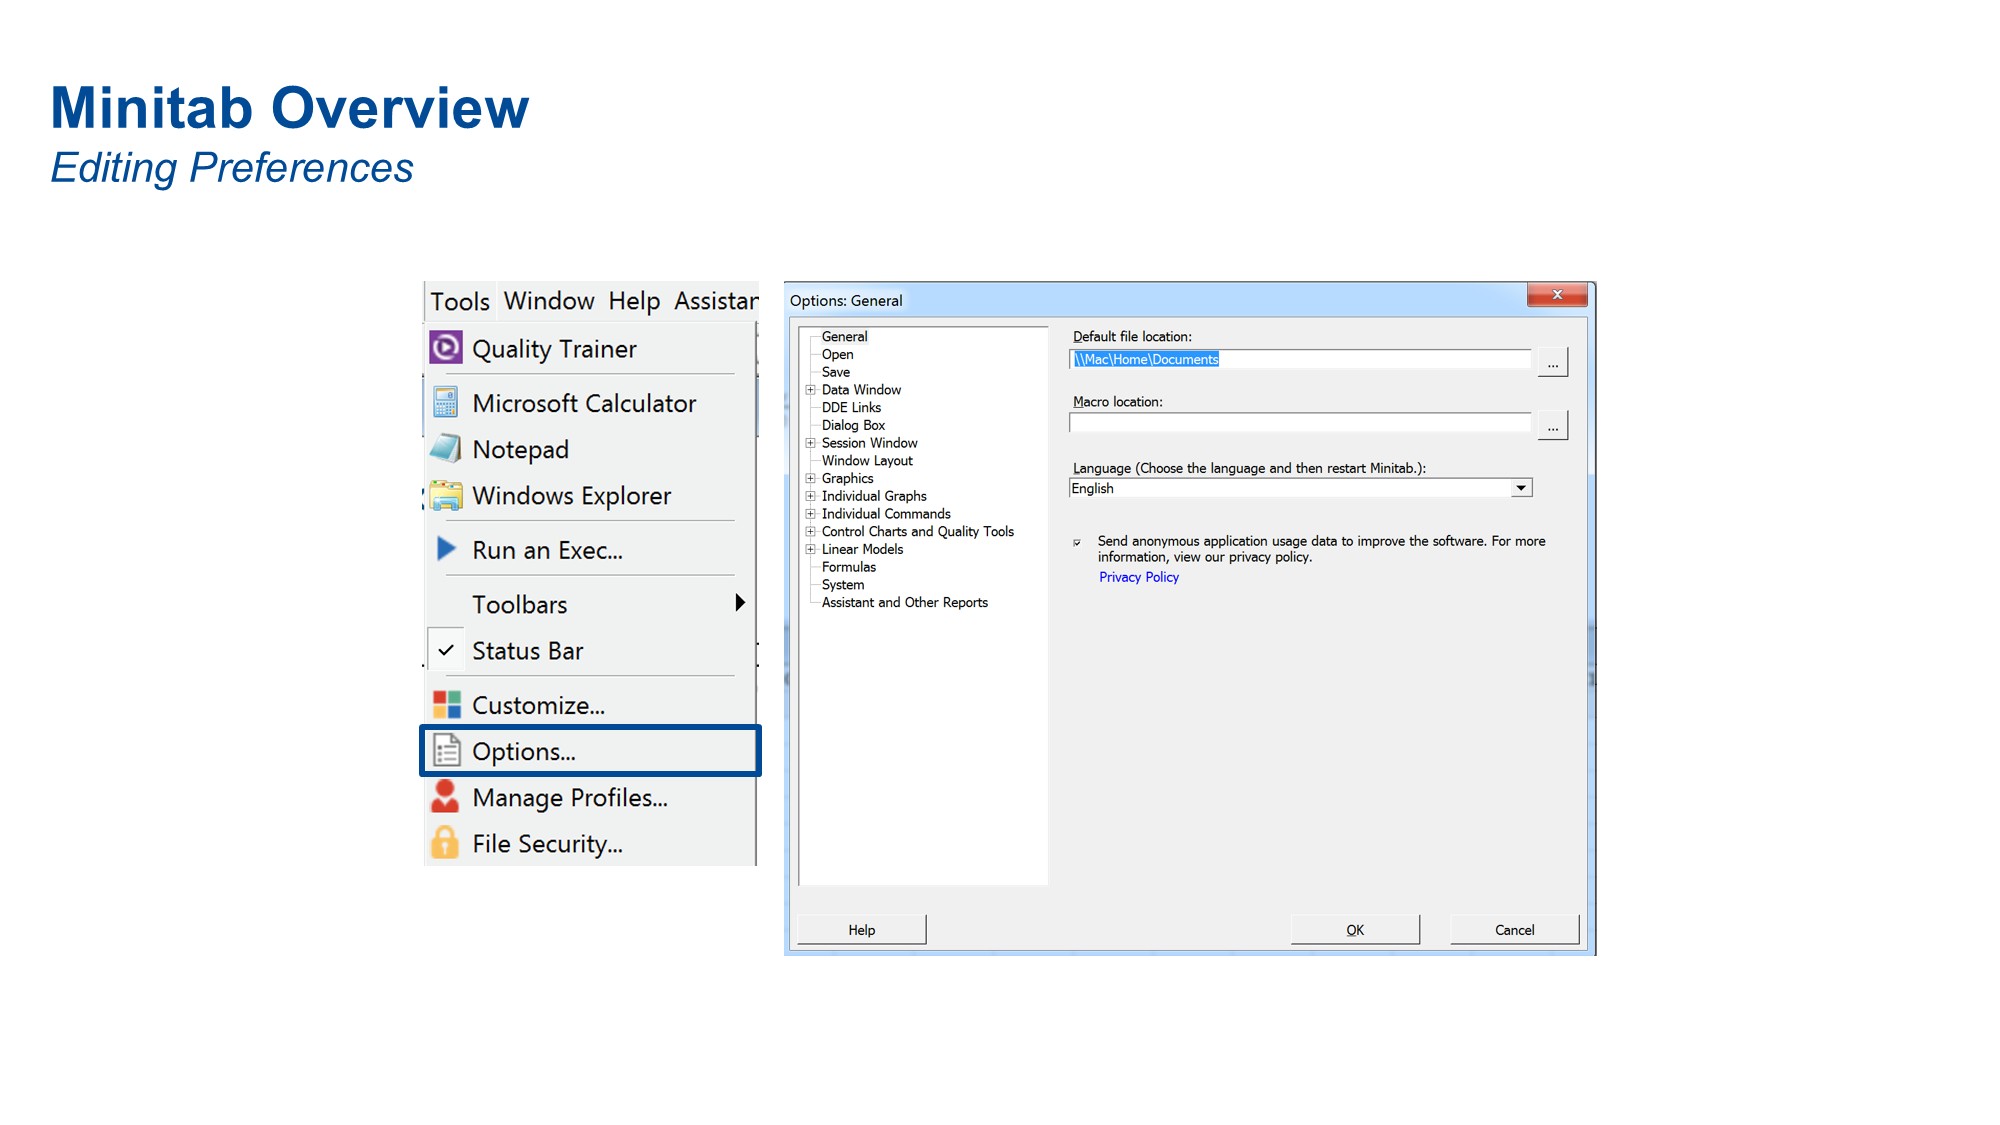 Minitab Overview
Editing Preferences
Tools Window Help Assistan
Quality Trainer
Microsoft Calculator
Notepad
Windows Explorer
Run an Exec...
Toolbars
Status Bar
Customize...
Options...
Manage Profiles...
File Security...
Options: General
General
Open
Save
Data Window
DDE Links
Dialog Box
Session Window
Window Layout
Graphics
Individual Graphs
Individual Commands
Control Charts and Quality Tools
Linear Models
Formulas
System
Assistant and Other Reports
Default file location:
\\Mac\Home\Documents
...
Macro location:
...
Language (Choose the language and then restart Minitab.):
English
Send anonymous application usage data to improve the software. For more
information, view our privacy policy.
Privacy Policy
Help
OK
Cancel